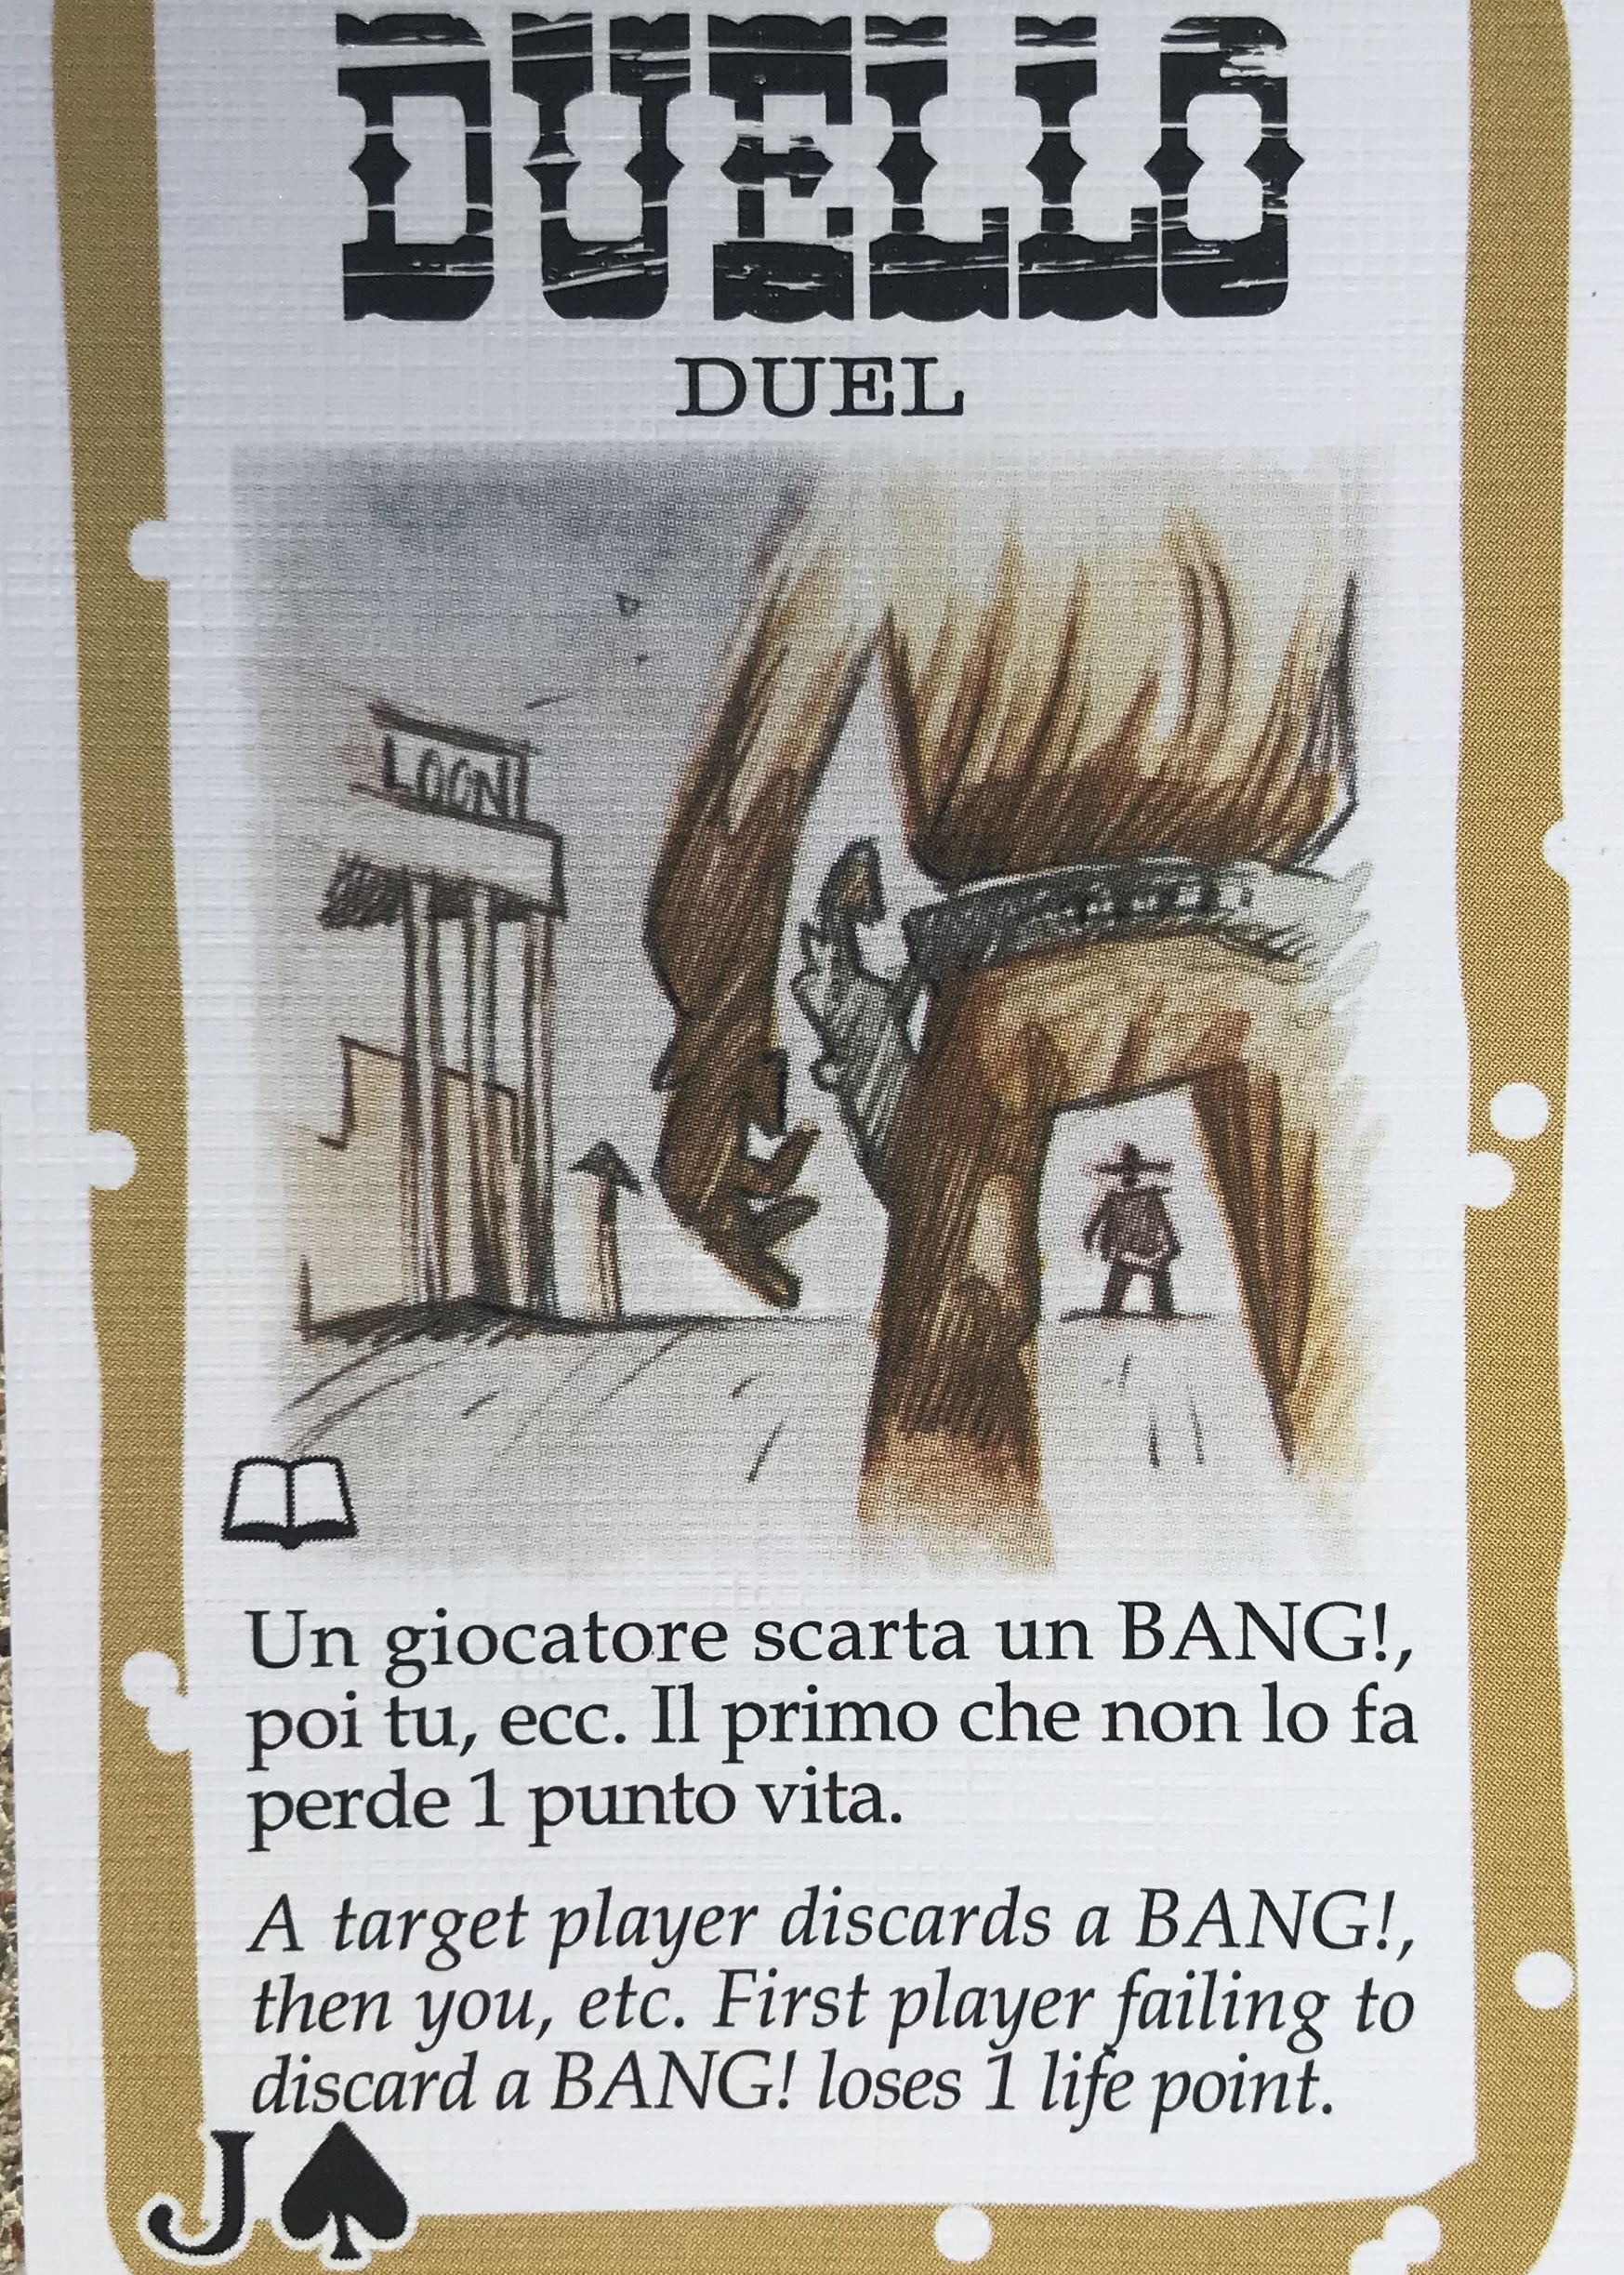 DUELLO
DUEL
LOON
Un giocatore scarta un BANG!,
poi tu, ecc. Il primo che non lo fa
perde 1 punto vita.
A target player discards a BANG!,
then you, etc. First player failing to
discard a BANG! loses 1 life point.
J♠